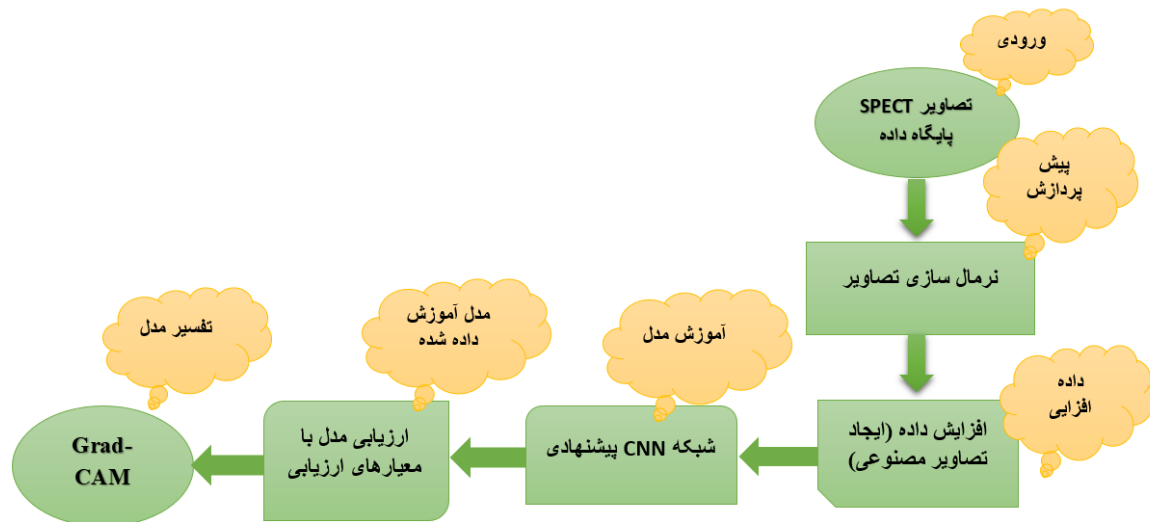 ورودی
تصاویر SPECT
پایگاه داده
پیش
پردازش
نرمال سازی تصاویر
داده
افزایی
افزایش داده (ایجاد
تصاویر مصنوعی)
آموزش مدل
شبکه CNN پیشنهادی
مدل آموزش
داده شده
ارزیابی مدل با
معیارهای ارزیابی
تفسیر مدل
Grad-
CAM